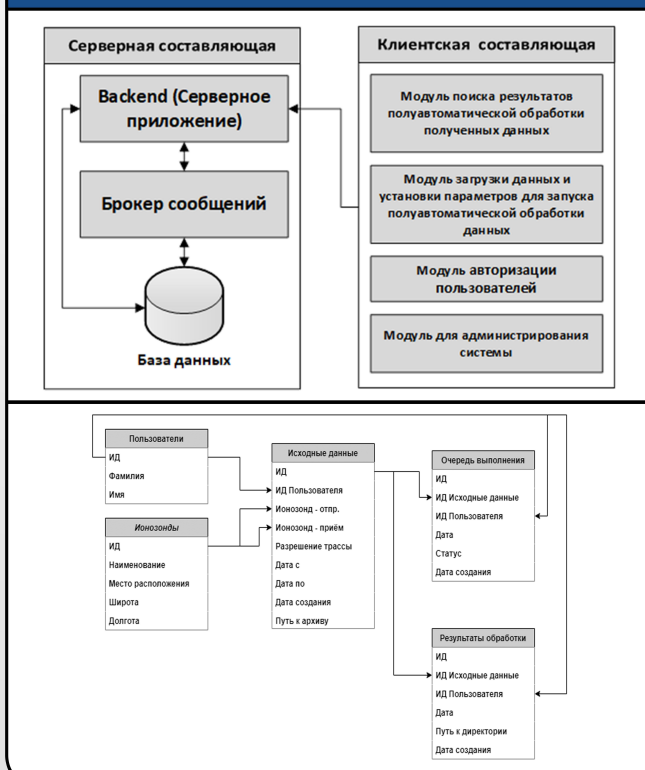 Серверная составляющая
Backend (Серверное
приложение)
Брокер сообщений
База данных
Клиентская составляющая
Модуль поиска результатов
полуавтоматической обработки
полученных данных
Модуль загрузки данных и
установки параметров для запуска
полуавтоматической обработки
данных
Модуль авторизации
пользователей
Модуль для администрирования
системы
Пользователи
ИД
Фамилия
Имя
Ионозонды
ИД
Наименование
Место расположения
Широта
Долгота
Исходные данные
ИД
ИД Пользователя
Ионозонд - отпр.
Ионозонд - приём
Разрешение трассы
Дата с
Дата по
Дата создания
Путь к архиву
Очередь выполнения
ИД
ИД Исходные данные
ИД Пользователя
Дата
Статус
Дата создания
Результаты обработки
ИД
ИД Исходные данные
ИД Пользователя
Дата
Путь к директории
Дата создания